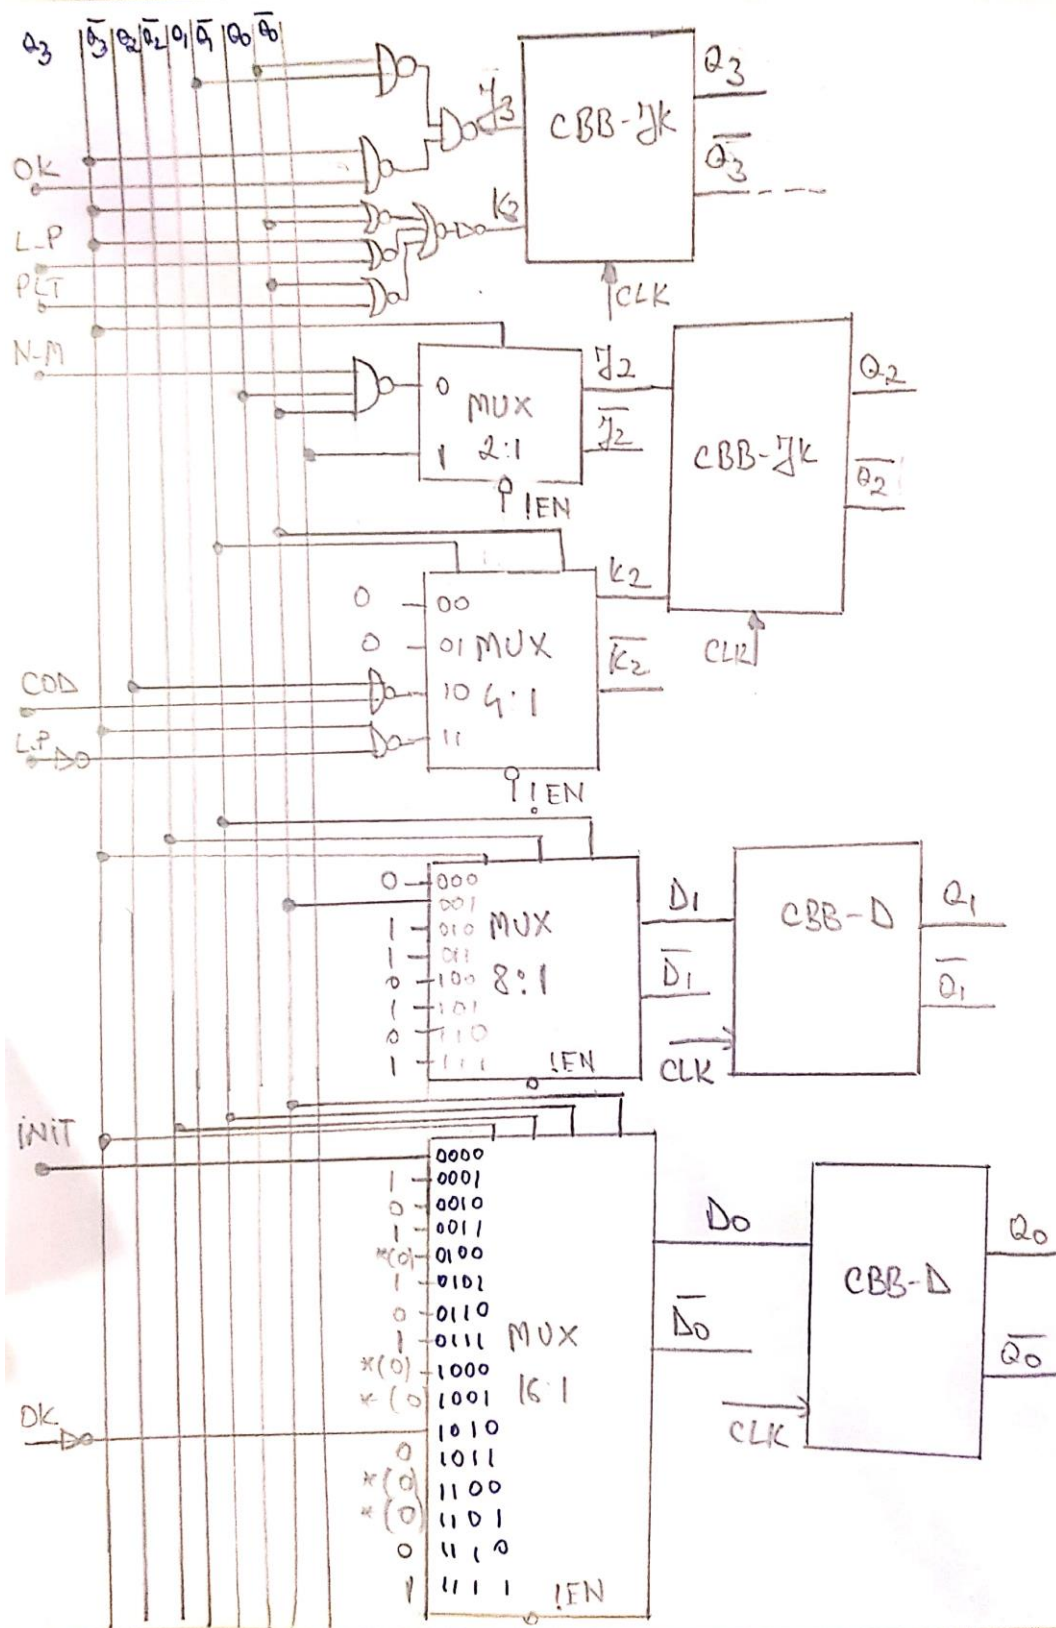 Q3 Q̅3 Q2 Q̅2 Q1 Q̅1 Q0 Q̅0
OK
J3
CBB-JK
Q3
Q̅3
L-P
PLT
CLK
N-M
0
MUX
1 2:1
J2
J̅2
!EN
CBB-JK
Q2
Q̅2
CLK
0 00
0 01 MUX
COD
10 4:1
L.P
11
K2
K̅2
!EN
0 000
001
1 010 MUX
1 011
0 100 8:1
1 101
0 110
1 111
!EN
D1
D̅1
CBB-D
Q1
Q̅1
CLK
INIT
0000
1 0001
0 0010
1 0011
*(0) 0100
1 0101
0 0110
1 0111 MUX
*(0) 1000
*(0) 1001 16:1
1010
0 1011
*(0) 1100
*(0) 1101
0 1110
1 1111
!EN
D0
D̅0
CBB-D
Q0
Q̅0
CLK